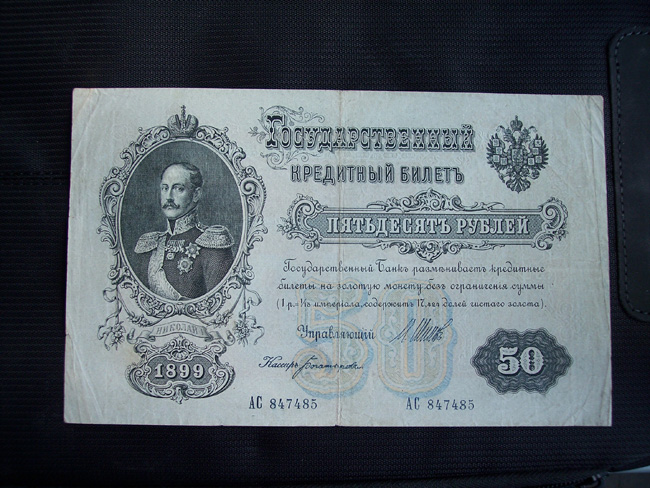 Государственный
кредитный билетъ
пятьдесятъ рублей
Государственный Банкъ размѣниваетъ кредитные
билеты на золотую монету безъ ограничения суммы
(1 р.= 1/15 имперіала, содержитъ 17,424 долей чистаго золота).
Управляющій
Кассиръ
НИКОЛАЙ I
1899
50
50
АС 847485
АС 847485